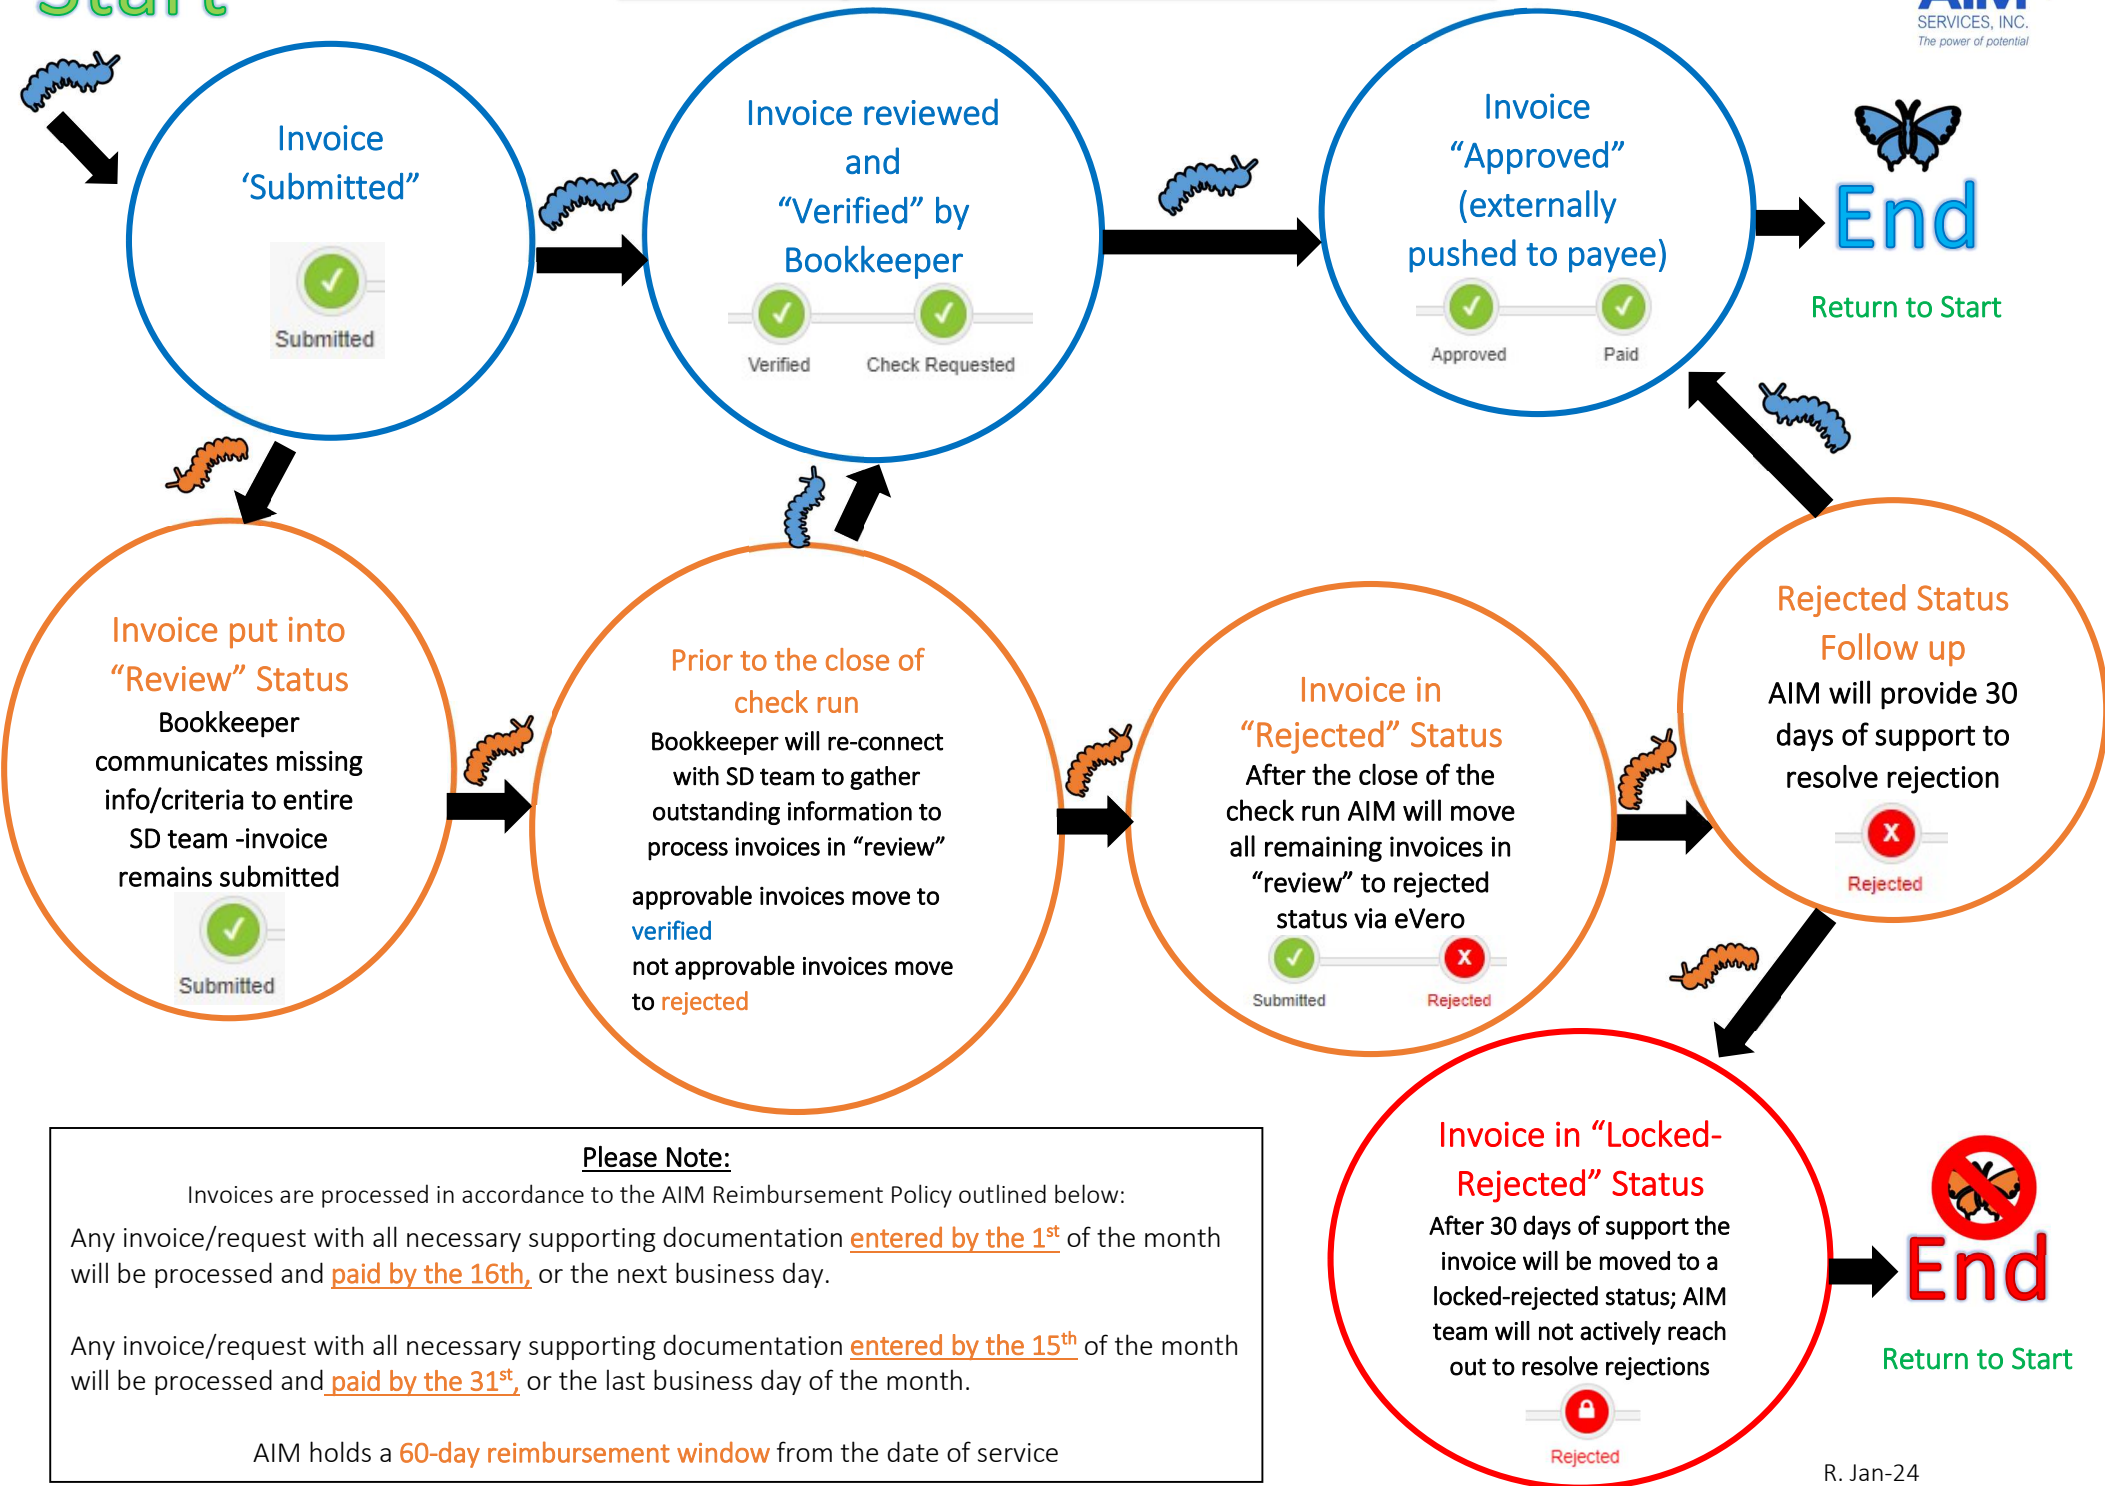 Start
AIM
SERVICES, INC.
The power of potential
Invoice
‘Submitted”
Submitted
Invoice reviewed
and
“Verified” by
Bookkeeper
Verified
Check Requested
Invoice
“Approved”
(externally
pushed to payee)
Approved
Paid
End
Return to Start
Invoice put into
“Review” Status
Bookkeeper
communicates missing
info/criteria to entire
SD team -invoice
remains submitted
Submitted
Prior to the close of
check run
Bookkeeper will re-connect
with SD team to gather
outstanding information to
process invoices in “review”
approvable invoices move to
verified
not approvable invoices move
to rejected
Invoice in
“Rejected” Status
After the close of the
check run AIM will move
all remaining invoices in
“review” to rejected
status via eVero
Submitted
Rejected
Rejected Status
Follow up
AIM will provide 30
days of support to
resolve rejection
X
Rejected
Invoice in “Locked-
Rejected” Status
After 30 days of support the
invoice will be moved to a
locked-rejected status; AIM
team will not actively reach
out to resolve rejections
Rejected
End
Return to Start
Please Note:
Invoices are processed in accordance to the AIM Reimbursement Policy outlined below:
Any invoice/request with all necessary supporting documentation entered by the 1st of the month
will be processed and paid by the 16th, or the next business day.
Any invoice/request with all necessary supporting documentation entered by the 15th of the month
will be processed and paid by the 31st, or the last business day of the month.
AIM holds a 60-day reimbursement window from the date of service
R. Jan-24